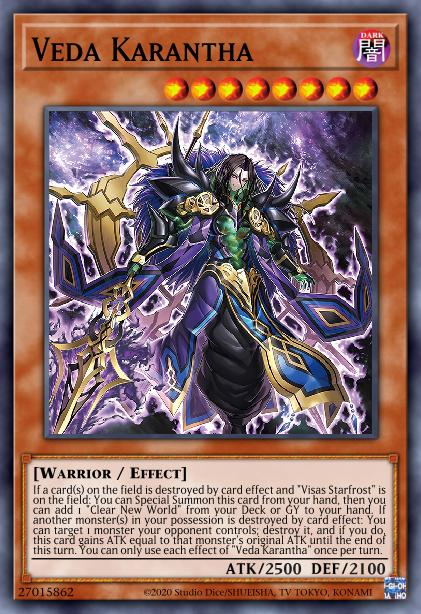 VEDA KARANTHA
DARK
闇
[WARRIOR / EFFECT]
If a card(s) on the field is destroyed by card effect and "Visas Starfrost" is
on the field: You can Special Summon this card from your hand, then you
can add 1 "Clear New World" from your Deck or GY to your hand. If
another monster(s) in your possession is destroyed by card effect: You
can target 1 monster your opponent controls; destroy it, and if you do,
this card gains ATK equal to that monster's original ATK until the end of
this turn. You can only use each effect of "Veda Karantha" once per turn.
ATK/2500 DEF/2100
27015862
©2020 Studio Dice/SHUEISHA, TV TOKYO, KONAMI